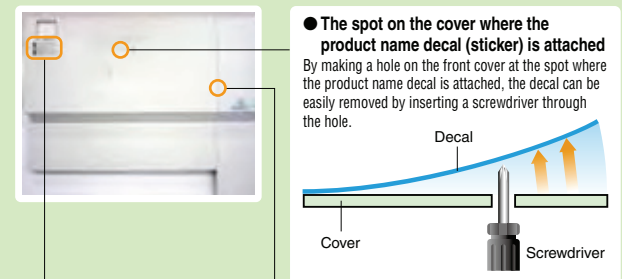 ● The spot on the cover where the
product name decal (sticker) is attached
By making a hole on the front cover at the spot where
the product name decal is attached, the decal can be
easily removed by inserting a screwdriver through
the hole.
Decal
Cover
Screwdriver